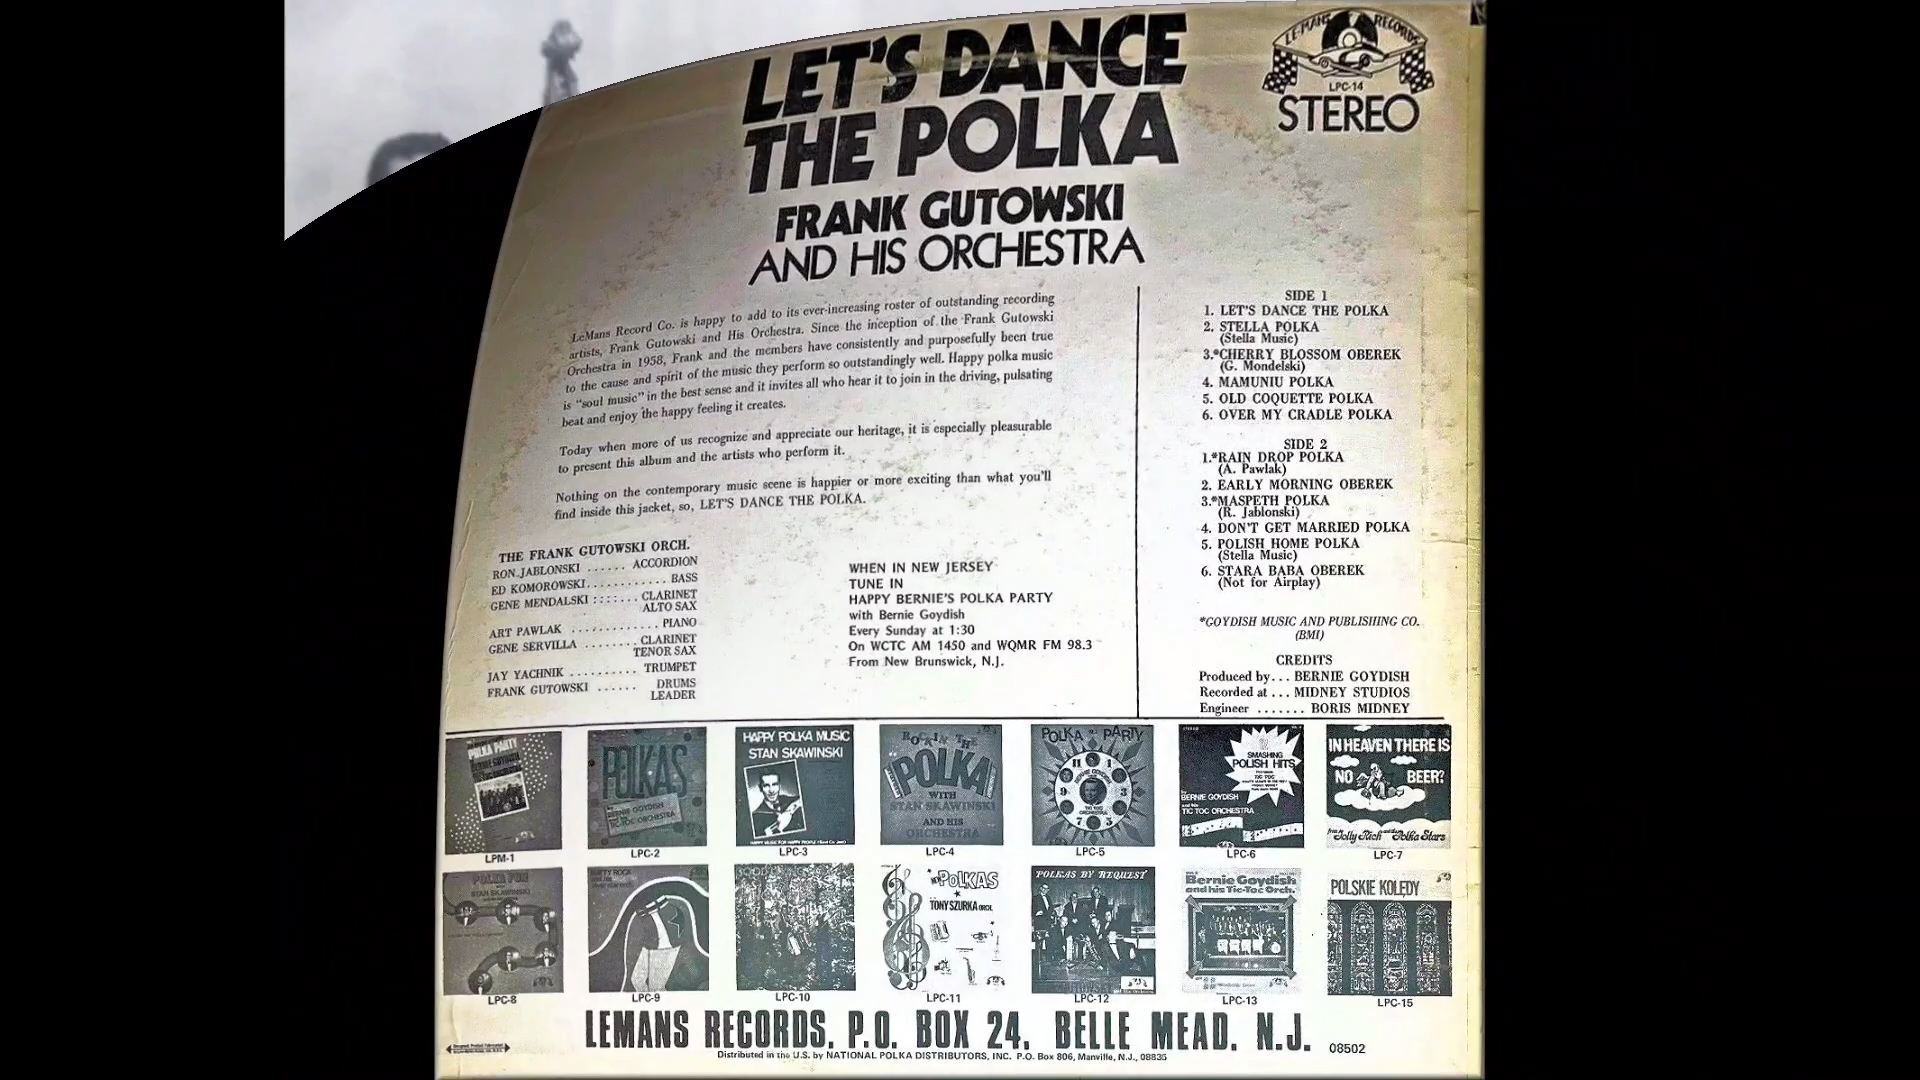 LET'S DANCE
THE POLKA
FRANK GUTOWSKI
AND HIS ORCHESTRA
LE-MANS RECORDS
LPC-14
STEREO
LeMans Record Co. is happy to add to its ever-increasing roster of outstanding recording
artists, Frank Gutowski and His Orchestra. Since the inception of the Frank Gutowski
Orchestra in 1958, Frank and the members have consistently and purposefully been true
to the cause and spirit of the music they perform so outstandingly well. Happy polka music
is "soul music" in the best sense and it invites all who hear it to join in the driving, pulsating
beat and enjoy the happy feeling it creates.
Today when more of us recognize and appreciate our heritage, it is especially pleasurable
to present this album and the artists who perform it.
Nothing on the contemporary music scene is happier or more exciting than what you'll
find inside this jacket, so, LET'S DANCE THE POLKA.
THE FRANK GUTOWSKI ORCH.
RON JABLONSKI ...... ACCORDION
ED KOMOROWSKI............ BASS
GENE MENDALSKI ::::::.... CLARINET
ALTO SAX
ART PAWLAK ............. PIANO
GENE SERVILLA ........ CLARINET
TENOR SAX
JAY YACHNIK .......... TRUMPET
FRANK GUTOWSKI ...... DRUMS
LEADER
WHEN IN NEW JERSEY
TUNE IN
HAPPY BERNIE'S POLKA PARTY
with Bernie Goydish
Every Sunday at 1:30
On WCTC AM 1450 and WQMR FM 98.3
From New Brunswick, N.J.
SIDE 1
1. LET'S DANCE THE POLKA
2. STELLA POLKA
(Stella Music)
3.*CHERRY BLOSSOM OBEREK
(G. Mondelski)
4. MAMUNIU POLKA
5. OLD COQUETTE POLKA
6. OVER MY CRADLE POLKA
SIDE 2
1.*RAIN DROP POLKA
(A. Pawlak)
2. EARLY MORNING OBEREK
3.*MASPETH POLKA
(R. Jablonski)
4. DON'T GET MARRIED POLKA
5. POLISH HOME POLKA
(Stella Music)
6. STARA BABA OBEREK
(Not for Airplay)
*GOYDISH MUSIC AND PUBLISHING CO.
(BMI)
CREDITS
Produced by... BERNIE GOYDISH
Recorded at ... MIDNEY STUDIOS
Engineer ....... BORIS MIDNEY
POLKA PARTY
BERNIE GOYDISH
LPM-1
POLKAS
BERNIE GOYDISH
TIC-TOC ORCHESTRA
LPC-2
HAPPY POLKA MUSIC
STAN SKAWINSKI
LPC-3
ROCKIN THE
POLKA
WITH
STAN SKAWINSKI
AND HIS
ORCHESTRA
LPC-4
POLKA PARTY
11 1
9 3
7 5
LPC-5
SMASHING
POLISH HITS
BERNIE GOYDISH
TIC TOC ORCHESTRA
LPC-6
IN HEAVEN THERE IS
NO BEER?
Jolly Rich and the Polka Stars
LPC-7
POLKA FUN
STAN SKAWINSKI
LPC-8
LPC-9
LPC-10
POLKAS
TONY SZURKA ORCH.
LPC-11
POLKAS BY REQUEST
LPC-12
Bernie Goydish
and his Tic-Toc Orch.
LPC-13
POLSKIE KOLĘDY
LPC-15
LEMANS RECORDS, P.O. BOX 24, BELLE MEAD, N.J. 08502
Distributed in the U.S. by NATIONAL POLKA DISTRIBUTORS, INC. P.O. Box 806, Manville, N.J., 08835